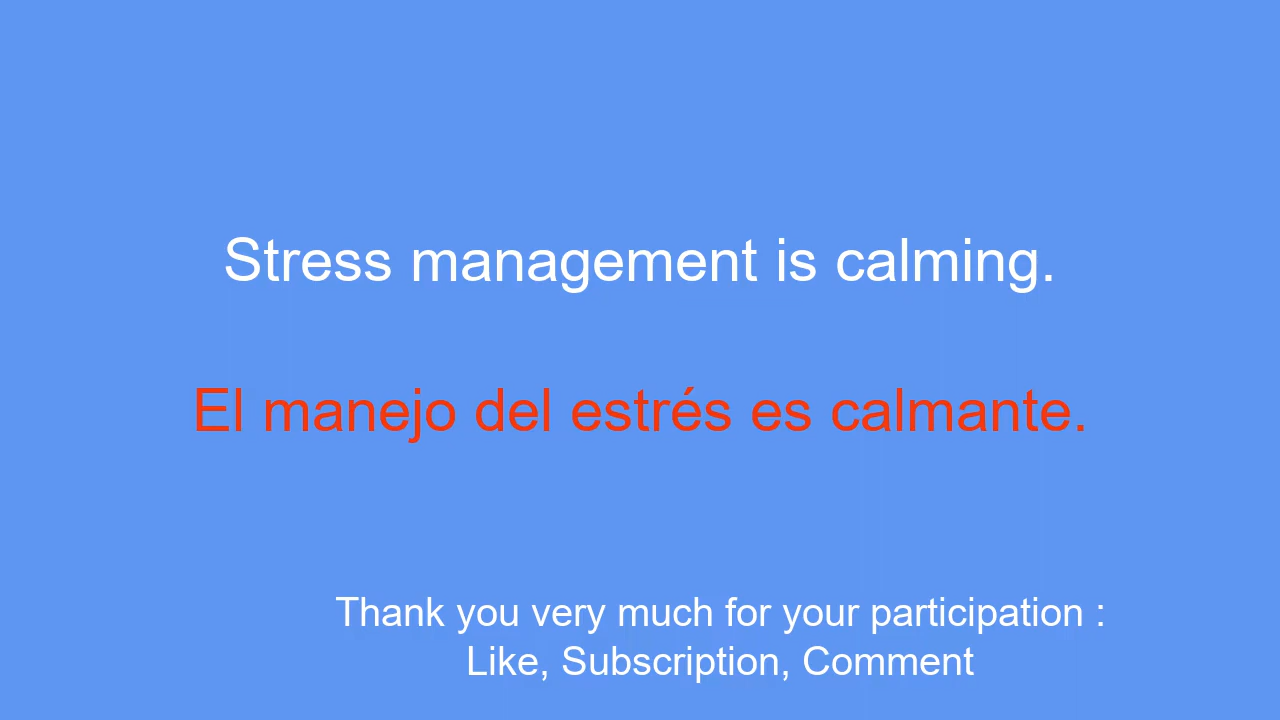 Stress management is calming.
El manejo del estrés es calmante.
Thank you very much for your participation :
Like, Subscription, Comment